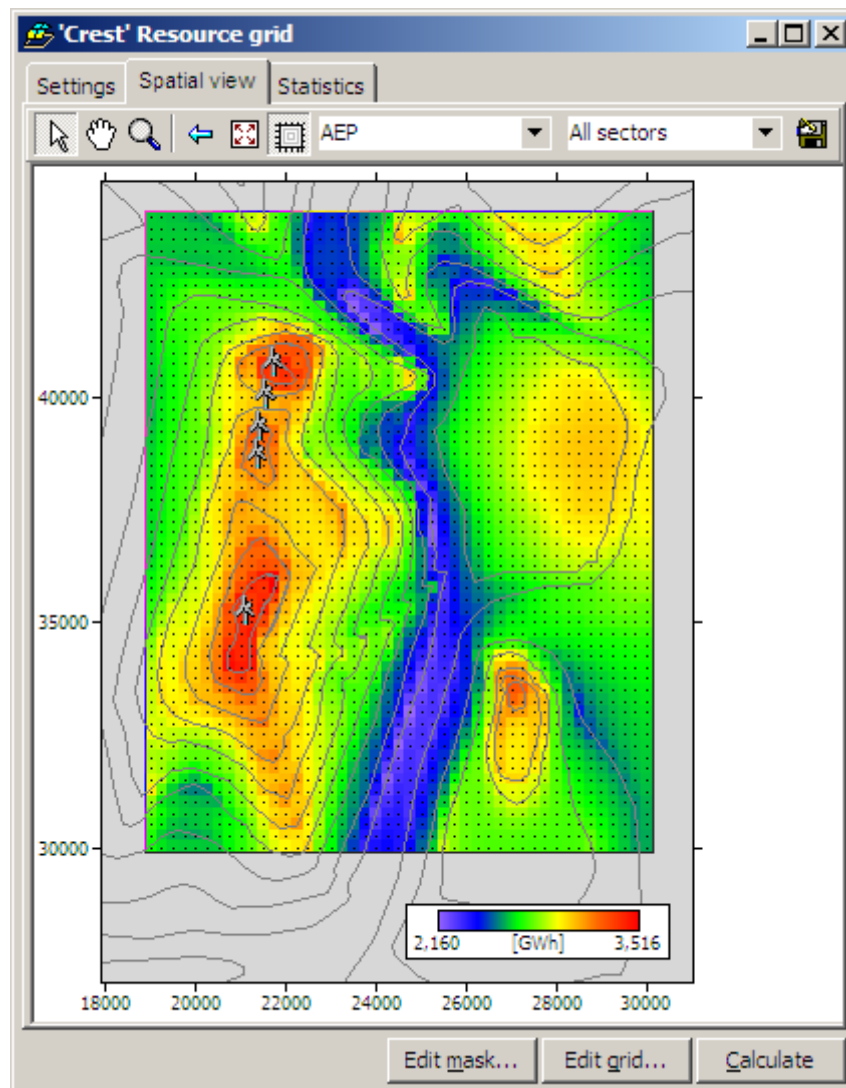 'Crest' Resource grid
Settings Spatial view Statistics
AEP All sectors
40000
35000
30000
2,160 [GWh] 3,516
18000 20000 22000 24000 26000 28000 30000
Edit mask... Edit grid... Calculate